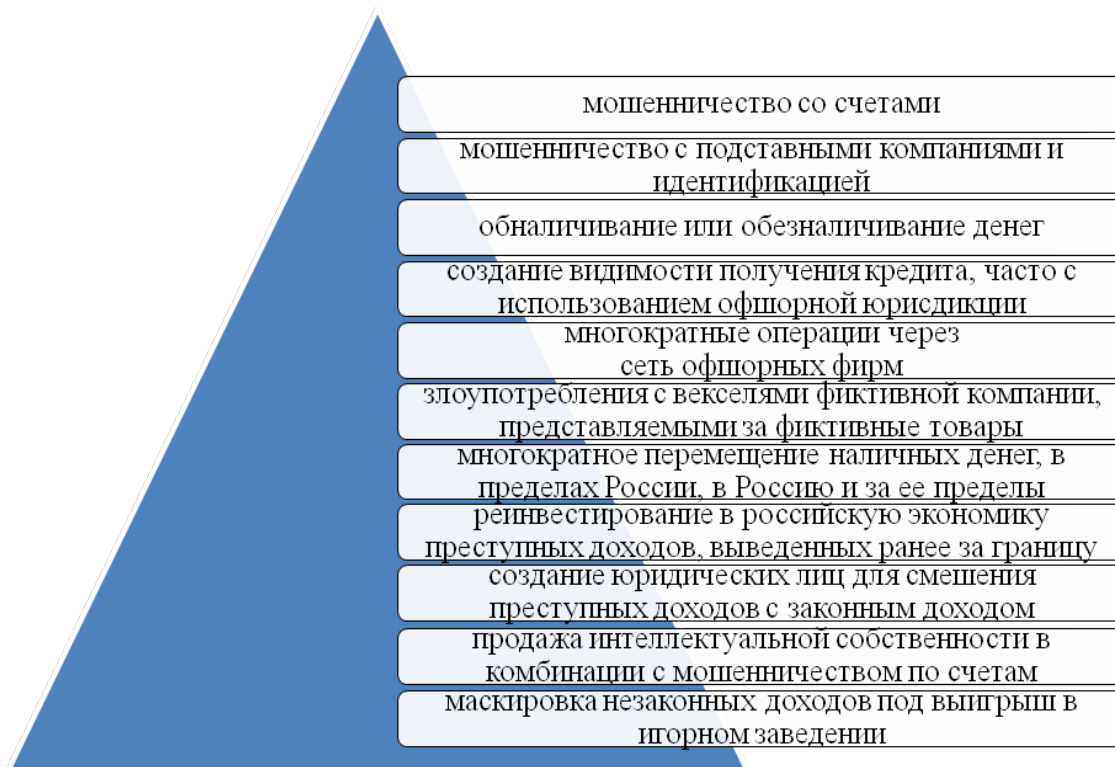 мошенничество со счетами
мошенничество с подставными компаниями и
идентификацией
обналичивание или обезналичивание денег
создание видимости получения кредита, часто с
использованием офшорной юрисдикции
многократные операции через
сеть офшорных фирм
злоупотребления с векселями фиктивной компании,
представляемыми за фиктивные товары
многократное перемещение наличных денег, в
пределах России, в Россию и за ее пределы
реинвестирование в российскую экономику
преступных доходов, выведенных ранее за границу
создание юридических лиц для смешения
преступных доходов с законным доходом
продажа интеллектуальной собственности в
комбинации с мошенничеством по счетам
маскировка незаконных доходов под выигрыш в
игорном заведении